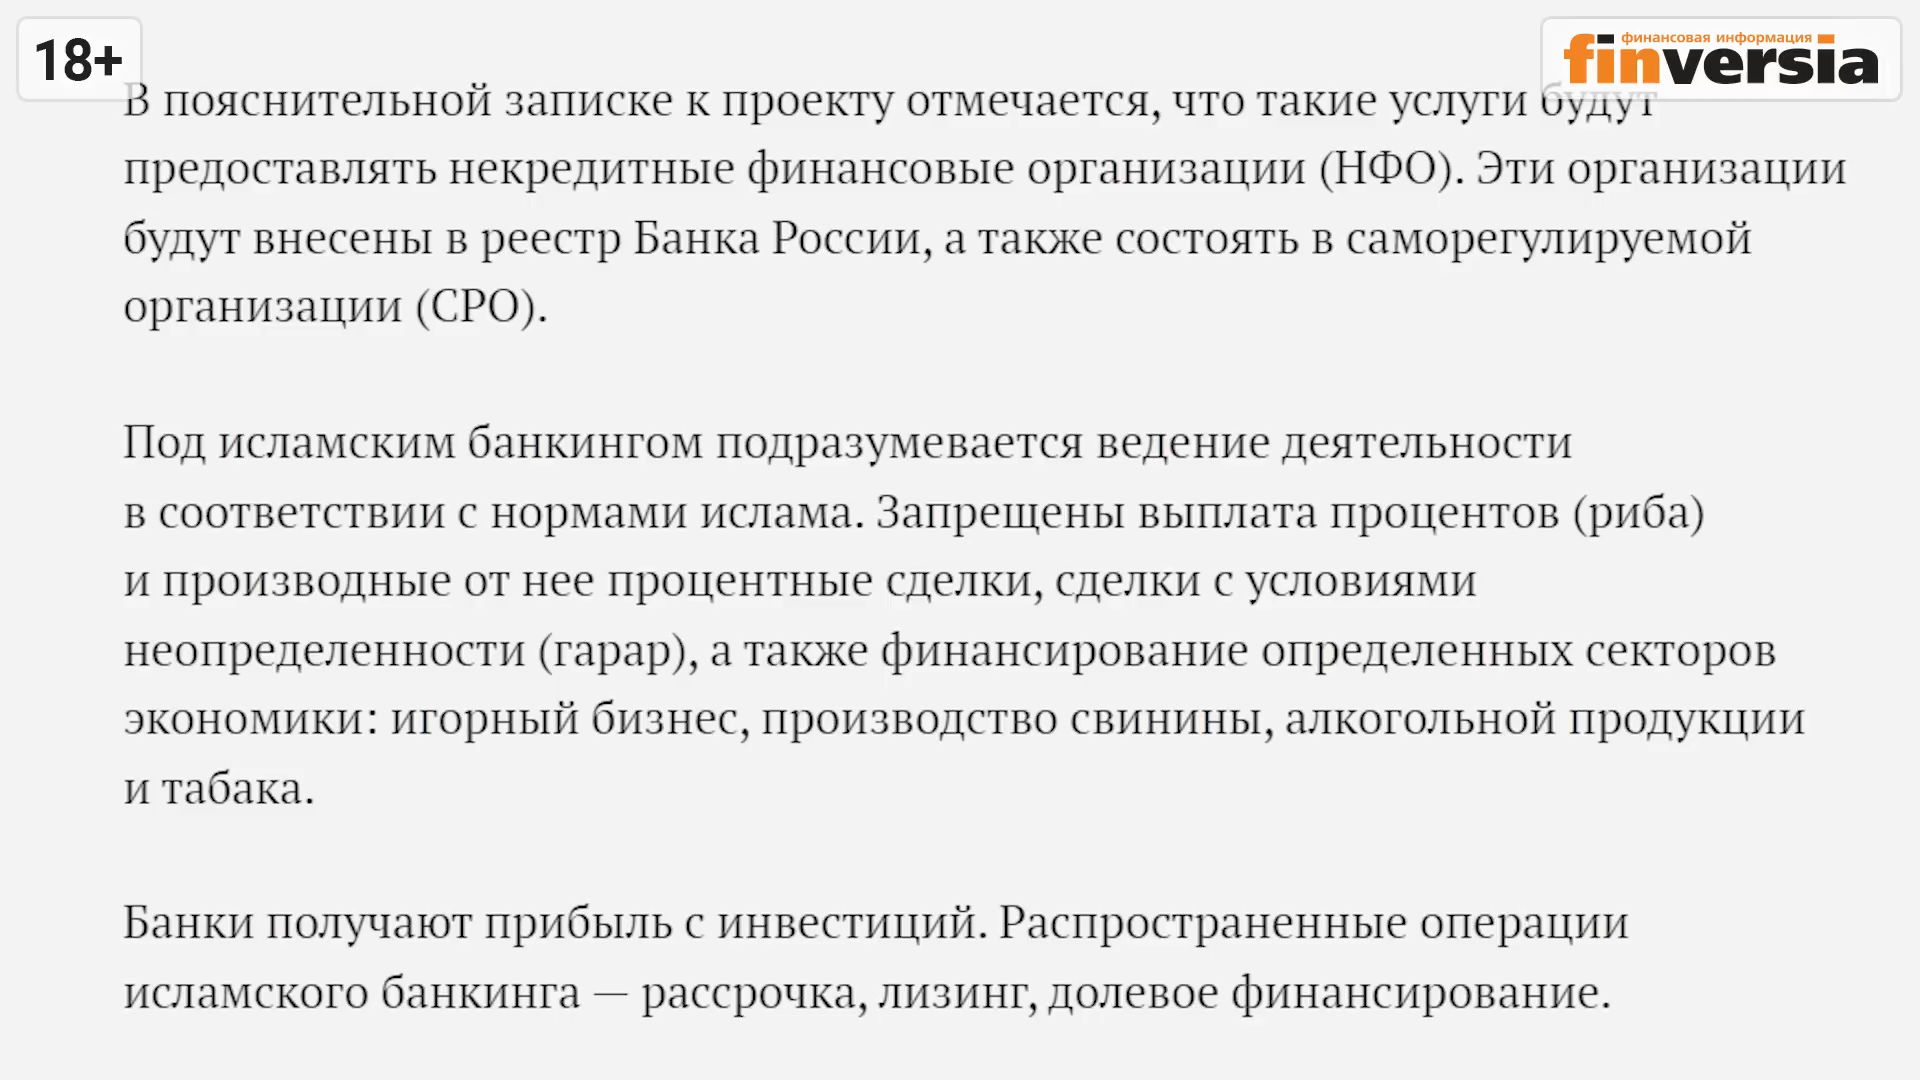 18+
финансовая информация
finversia
В пояснительной записке к проекту отмечается, что такие услуги будут
предоставлять некредитные финансовые организации (НФО). Эти организации
будут внесены в реестр Банка России, а также состоять в саморегулируемой
организации (СРО).
Под исламским банкингом подразумевается ведение деятельности
в соответствии с нормами ислама. Запрещены выплата процентов (риба)
и производные от нее процентные сделки, сделки с условиями
неопределенности (гарар), а также финансирование определенных секторов
экономики: игорный бизнес, производство свинины, алкогольной продукции
и табака.
Банки получают прибыль с инвестиций. Распространенные операции
исламского банкинга — рассрочка, лизинг, долевое финансирование.